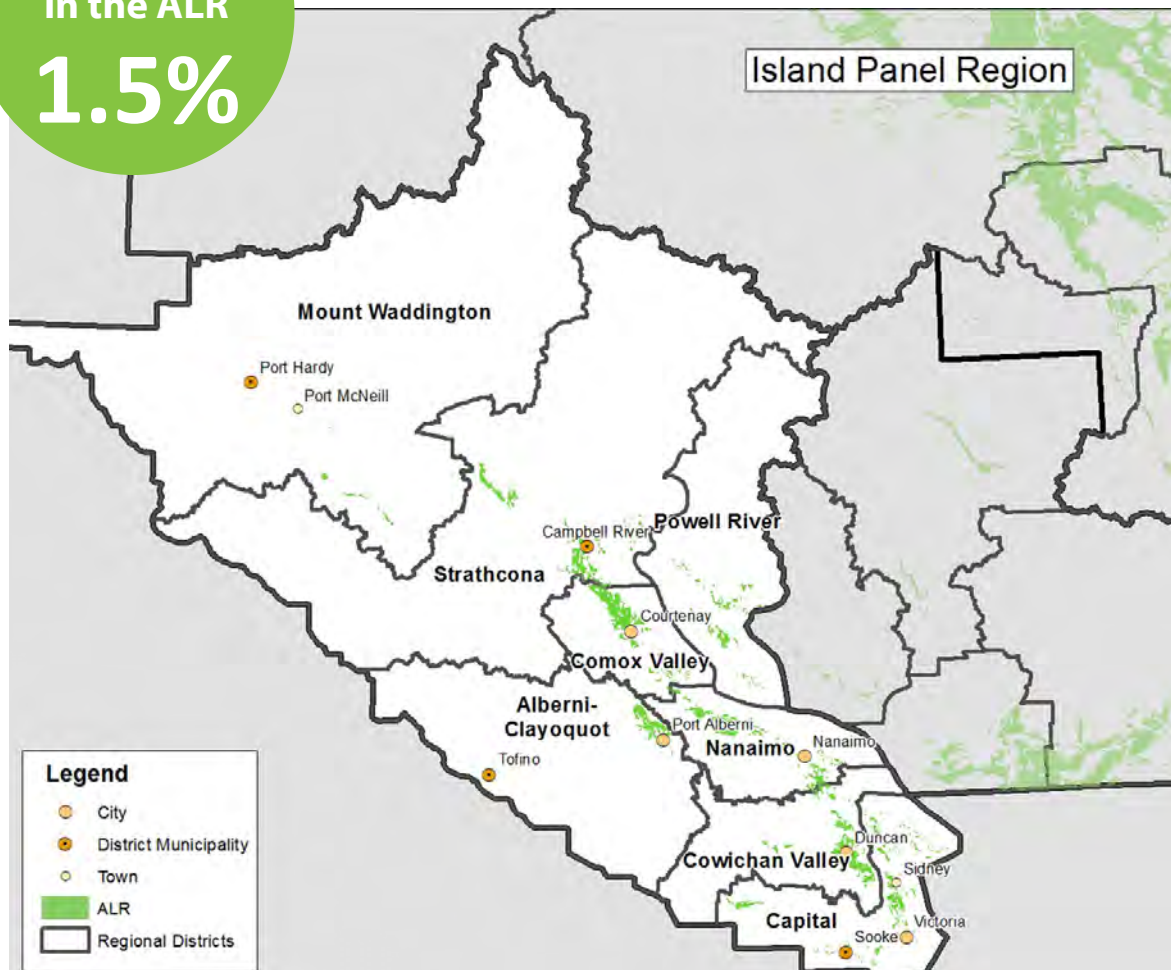 in the ALR
1.5%
Island Panel Region
Mount Waddington
Port Hardy
Port McNeill
Campbell River
Powell River
Strathcona
Courtenay
Comox Valley
Alberni-
Clayoquot
Port Alberni
Nanaimo
Nanaimo
Tofino
Duncan
Cowichan Valley
Sidney
Capital
Victoria
Sooke
Legend
City
District Municipality
Town
ALR
Regional Districts